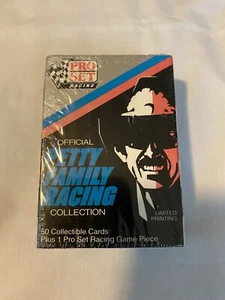 PRO
SET
RACING
OFFICIAL
PETTY
FAMILY
RACING
COLLECTION
LIMITED
PRINTING
50 Collectible Cards
Plus 1 Pro Set Racing Game Piece